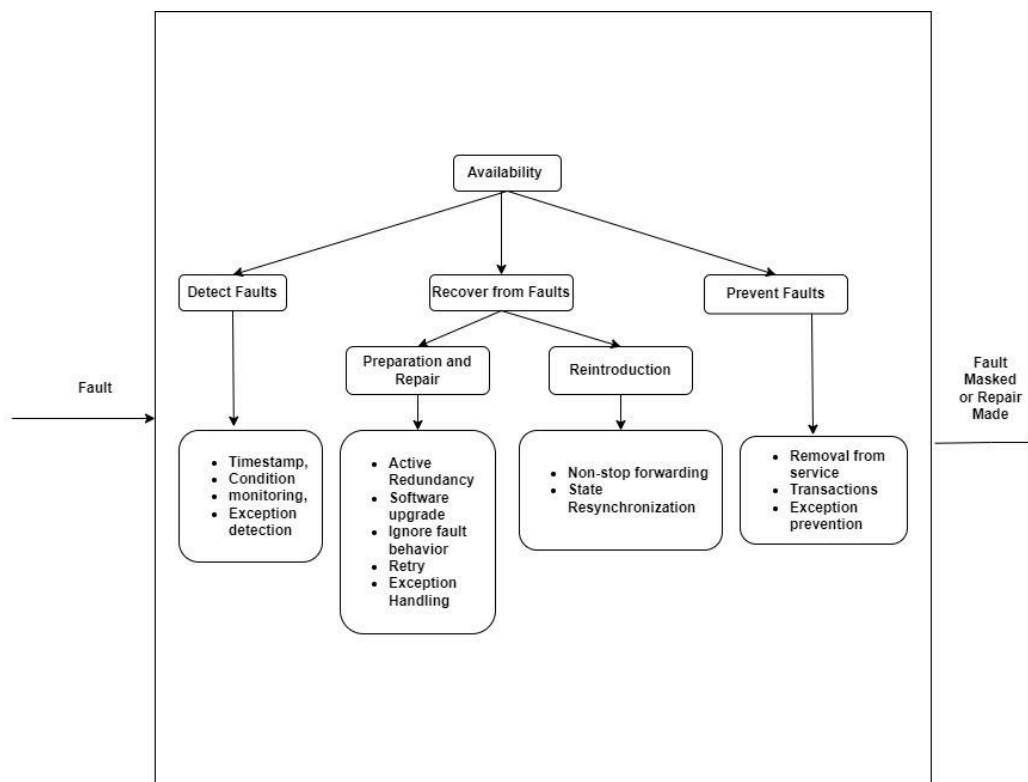 Availability
Detect Faults
Recover from Faults
Prevent Faults
Preparation and
Repair
Reintroduction
Fault
Fault
Masked
or Repair
Made
• Timestamp,
• Condition
• monitoring,
• Exception
detection
• Active
Redundancy
• Software
upgrade
• Ignore fault
behavior
• Retry
• Exception
Handling
• Non-stop forwarding
• State
Resynchronization
• Removal from
service
• Transactions
• Exception
prevention